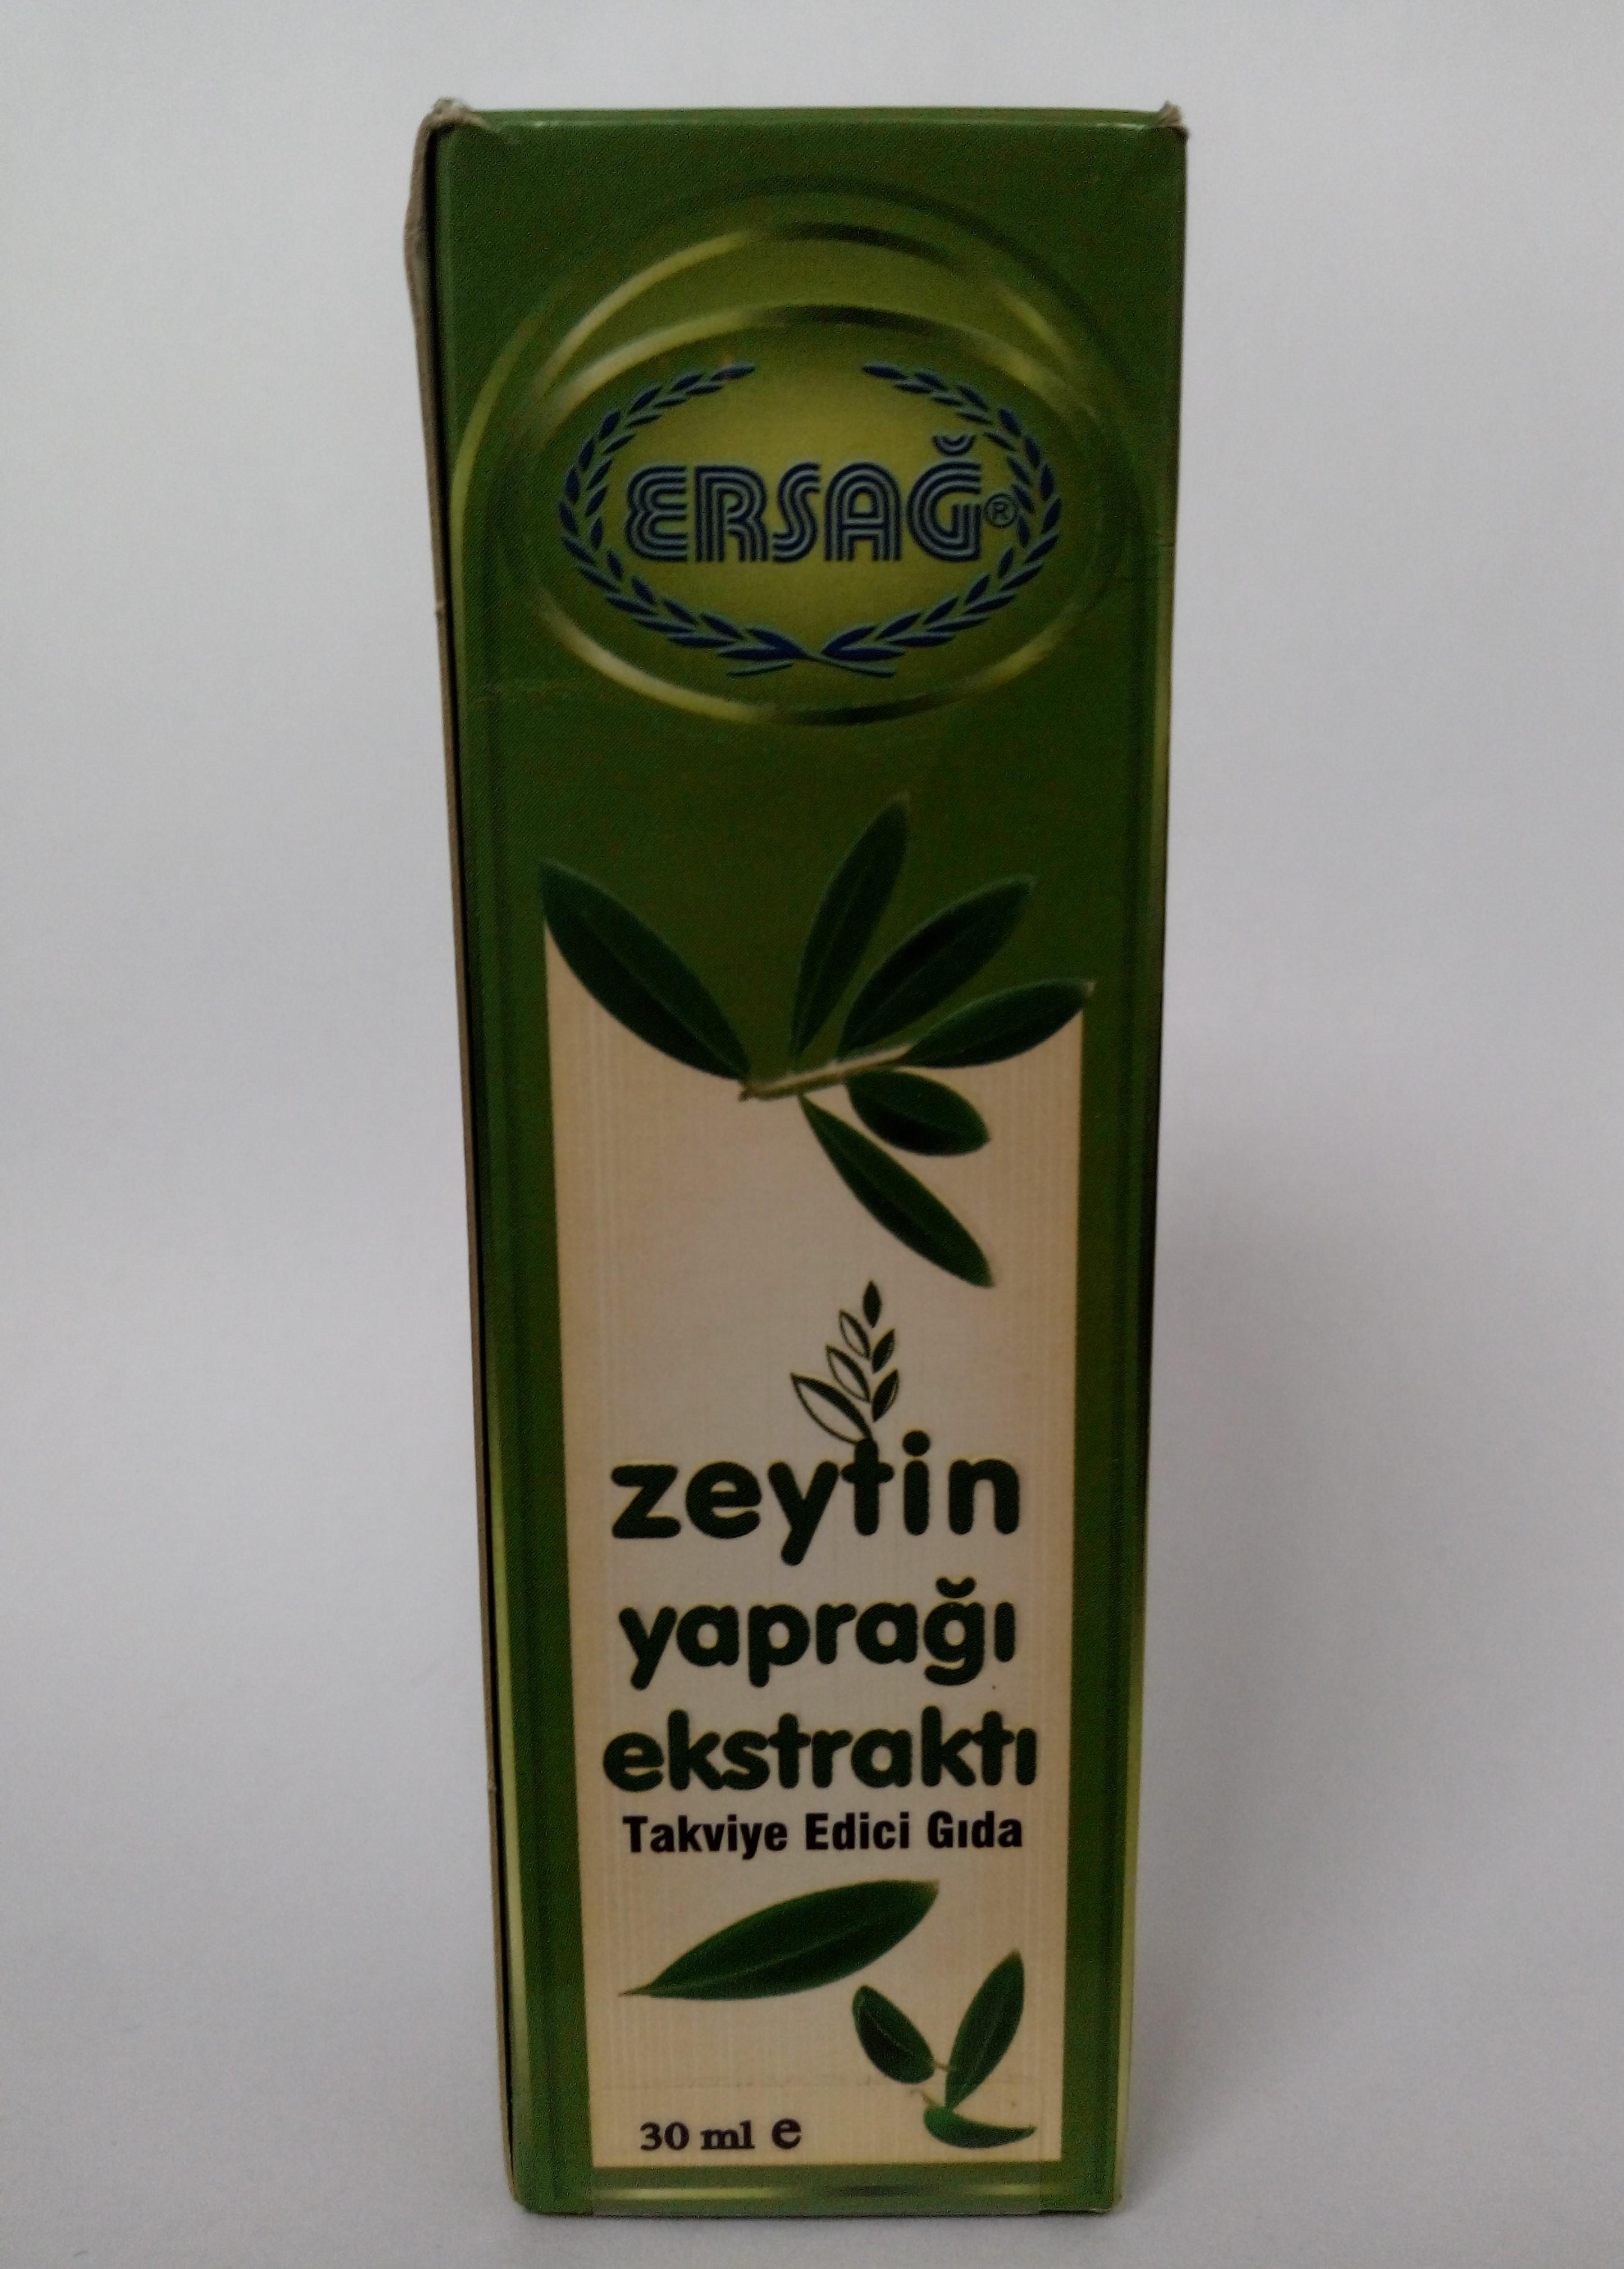 ERSAĞ®
zeytin
yaprağı
ekstraktı
Takviye Edici Gıda
30 ml e